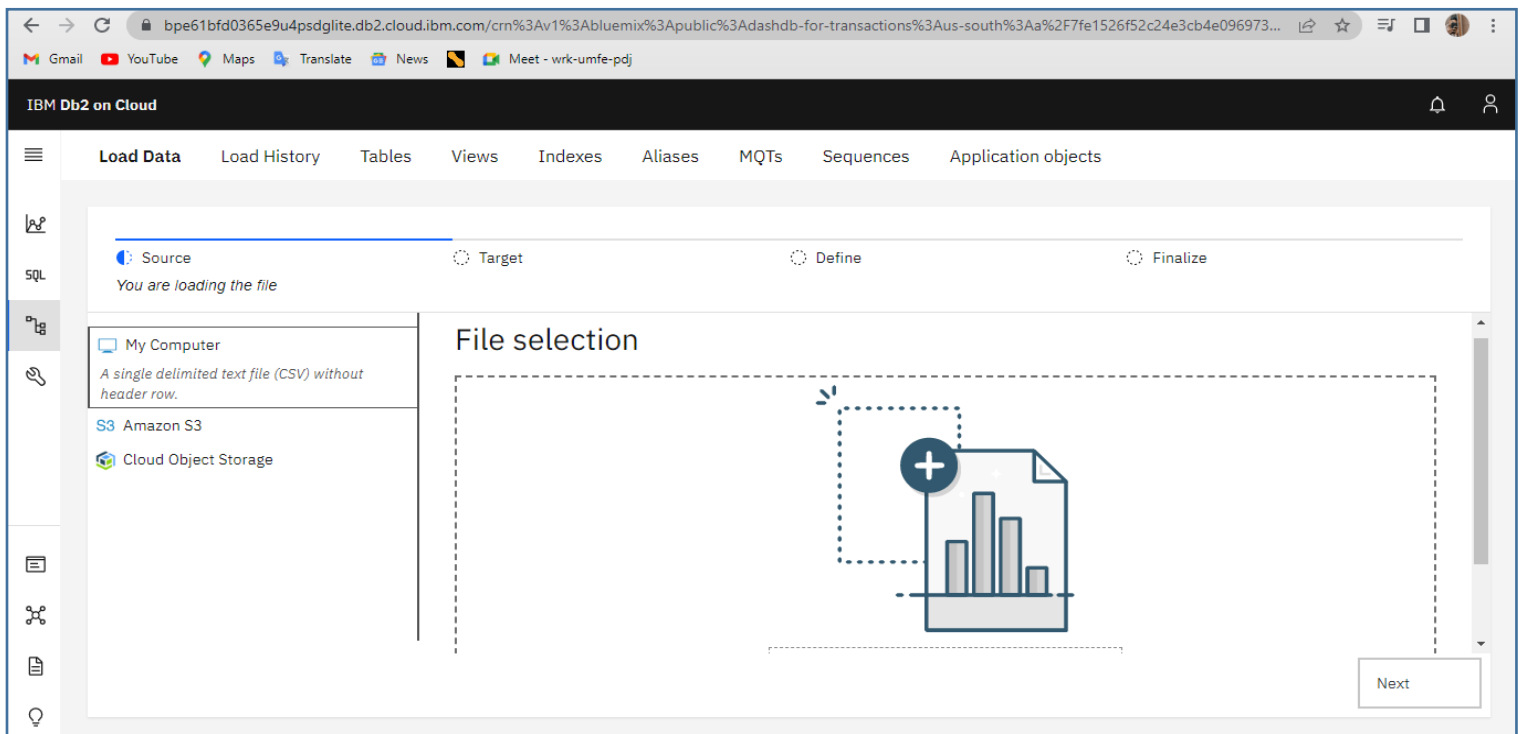 bpe61bfd0365e9u4psdglite.db2.cloud.ibm.com/crn%3Av1%3Abluemix%3Apublic%3Adashdb-for-transactions%3Aus-south%3Aa%2F7fe1526f52c24e3cb4e096973...
Gmail YouTube Maps Translate News Meet - wrk-umfe-pdj
IBM Db2 on Cloud
Load Data Load History Tables Views Indexes Aliases MQTs Sequences Application objects
Source Target Define Finalize
You are loading the file
SQL
File selection
My Computer
A single delimited text file (CSV) without
header row.
S3 Amazon S3
Cloud Object Storage
Next